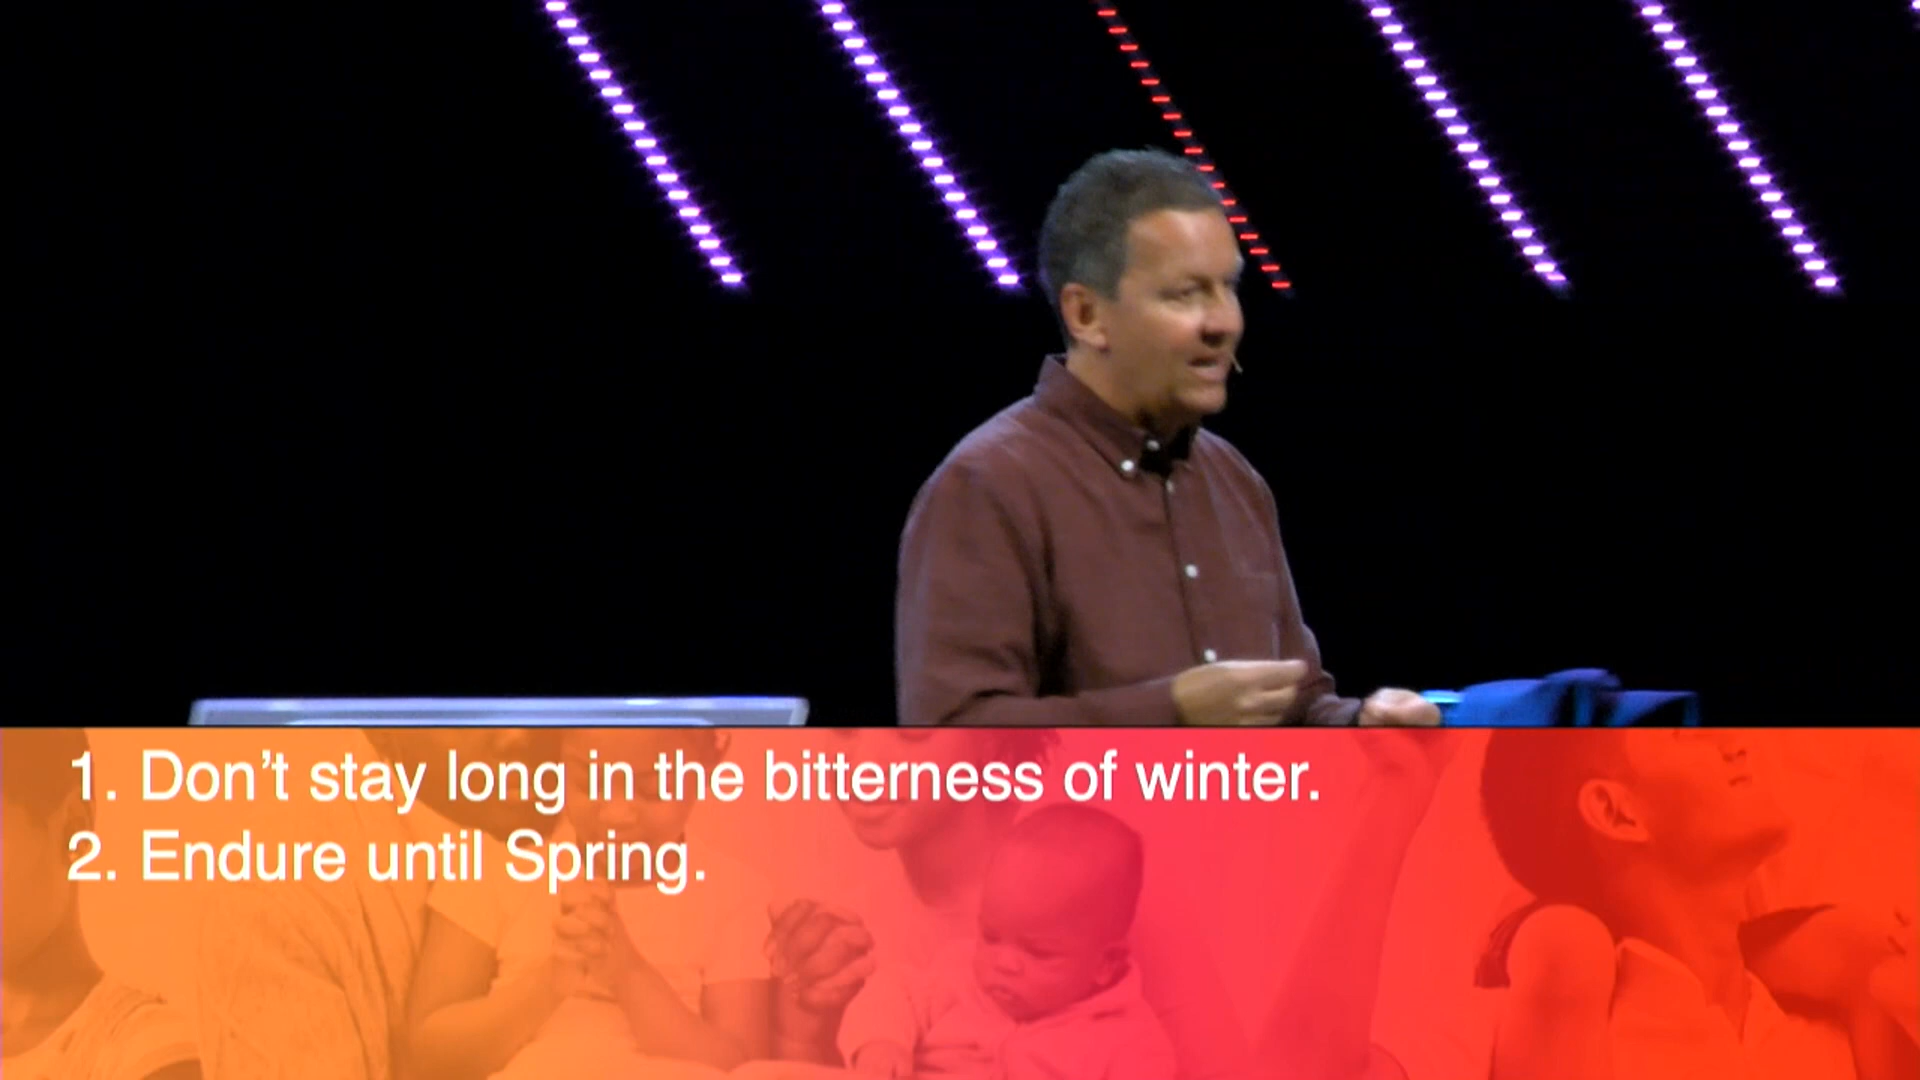 1. Don’t stay long in the bitterness of winter.
2. Endure until Spring.